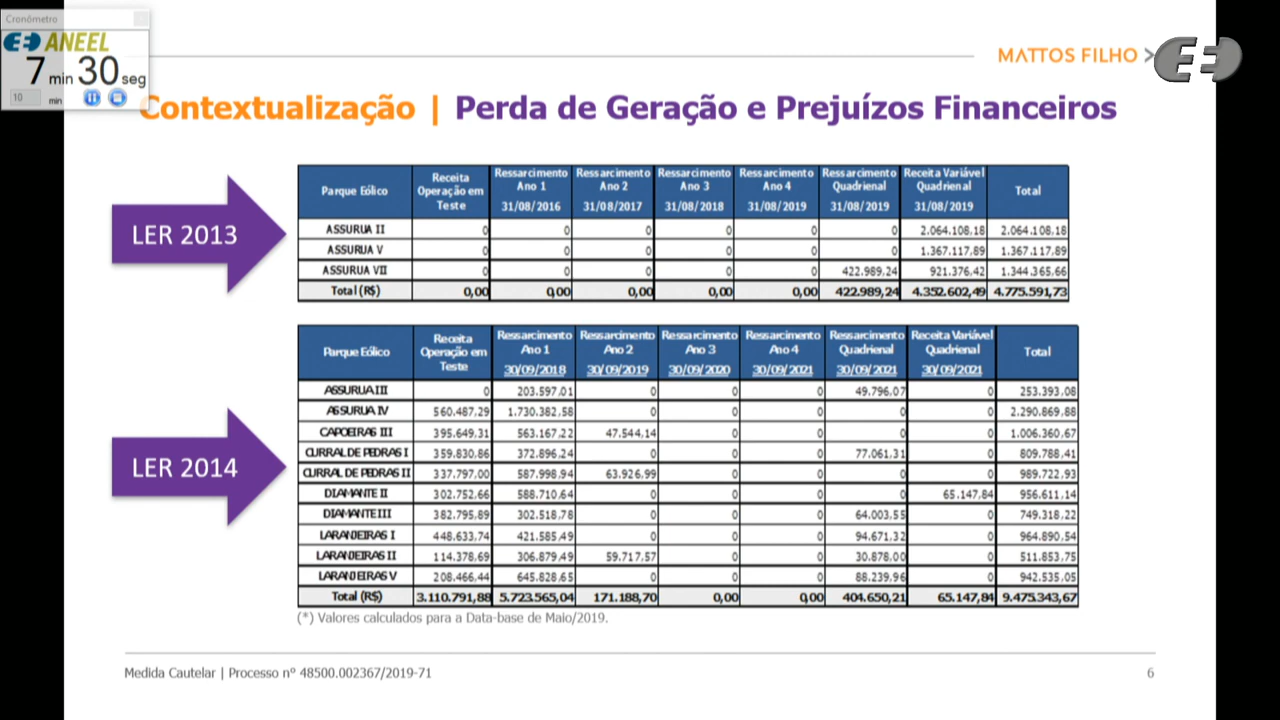 Cronômetro
ANEEL
7 min 30 seg
10 min
MATTOS FILHO >
Contextualização | Perda de Geração e Prejuízos Financeiros
LER 2013
Parque Eólico | Receita Operação em Teste | Ressarcimento Ano 1 31/08/2016 | Ressarcimento Ano 2 31/08/2017 | Ressarcimento Ano 3 31/08/2018 | Ressarcimento Ano 4 31/08/2019 | Ressarcimento Quadrienal 31/08/2019 | Receita Variável Quadrienal 31/08/2019 | Total
ASSURUA II | 0 | 0 | 0 | 0 | 0 | 0 | 2.064.108,18 | 2.064.108,18
ASSURUA V | 0 | 0 | 0 | 0 | 0 | 0 | 1.367.117,89 | 1.367.117,89
ASSURUA VII | 0 | 0 | 0 | 0 | 0 | 422.989,24 | 921.376,42 | 1.344.365,66
Total (R$) | 0,00 | 0,00 | 0,00 | 0,00 | 0,00 | 422.989,24 | 4.352.602,49 | 4.775.591,73
LER 2014
Parque Eólico | Receita Operação em Teste | Ressarcimento Ano 1 30/09/2018 | Ressarcimento Ano 2 30/09/2019 | Ressarcimento Ano 3 30/09/2020 | Ressarcimento Ano 4 30/09/2021 | Ressarcimento Quadrienal 30/09/2021 | Receita Variável Quadrienal 30/09/2021 | Total
ASSURUA III | 0 | 203.597,01 | 0 | 0 | 0 | 49.796,07 | 0 | 253.393,08
ASSURUA IV | 560.487,29 | 1.730.382,58 | 0 | 0 | 0 | 0 | 0 | 2.290.869,88
CAPOEIRAS III | 395.649,31 | 563.167,22 | 47.544,14 | 0 | 0 | 0 | 0 | 1.006.360,67
CURRAL DE PEDRAS I | 359.830,86 | 372.896,24 | 0 | 0 | 0 | 77.061,31 | 0 | 809.788,41
CURRAL DE PEDRAS II | 337.797,00 | 587.998,94 | 63.926,99 | 0 | 0 | 0 | 0 | 989.722,93
DIAMANTE II | 302.752,66 | 588.710,64 | 0 | 0 | 0 | 0 | 65.147,84 | 956.611,14
DIAMANTE III | 382.795,89 | 302.518,78 | 0 | 0 | 0 | 64.003,55 | 0 | 749.318,22
LARANJEIRAS I | 448.633,74 | 421.585,49 | 0 | 0 | 0 | 94.671,32 | 0 | 964.890,54
LARANJEIRAS II | 114.378,69 | 306.879,49 | 59.717,57 | 0 | 0 | 30.878,00 | 0 | 511.853,75
LARANJEIRAS V | 208.466,44 | 645.828,65 | 0 | 0 | 0 | 88.239,96 | 0 | 942.535,05
Total (R$) | 3.110.791,88 | 5.723.565,04 | 171.188,70 | 0,00 | 0,00 | 404.650,21 | 65.147,84 | 9.475.343,67
(*) Valores calculados para a Data-base de Maio/2019.
Medida Cautelar | Processo nº 48500.002367/2019-71
6